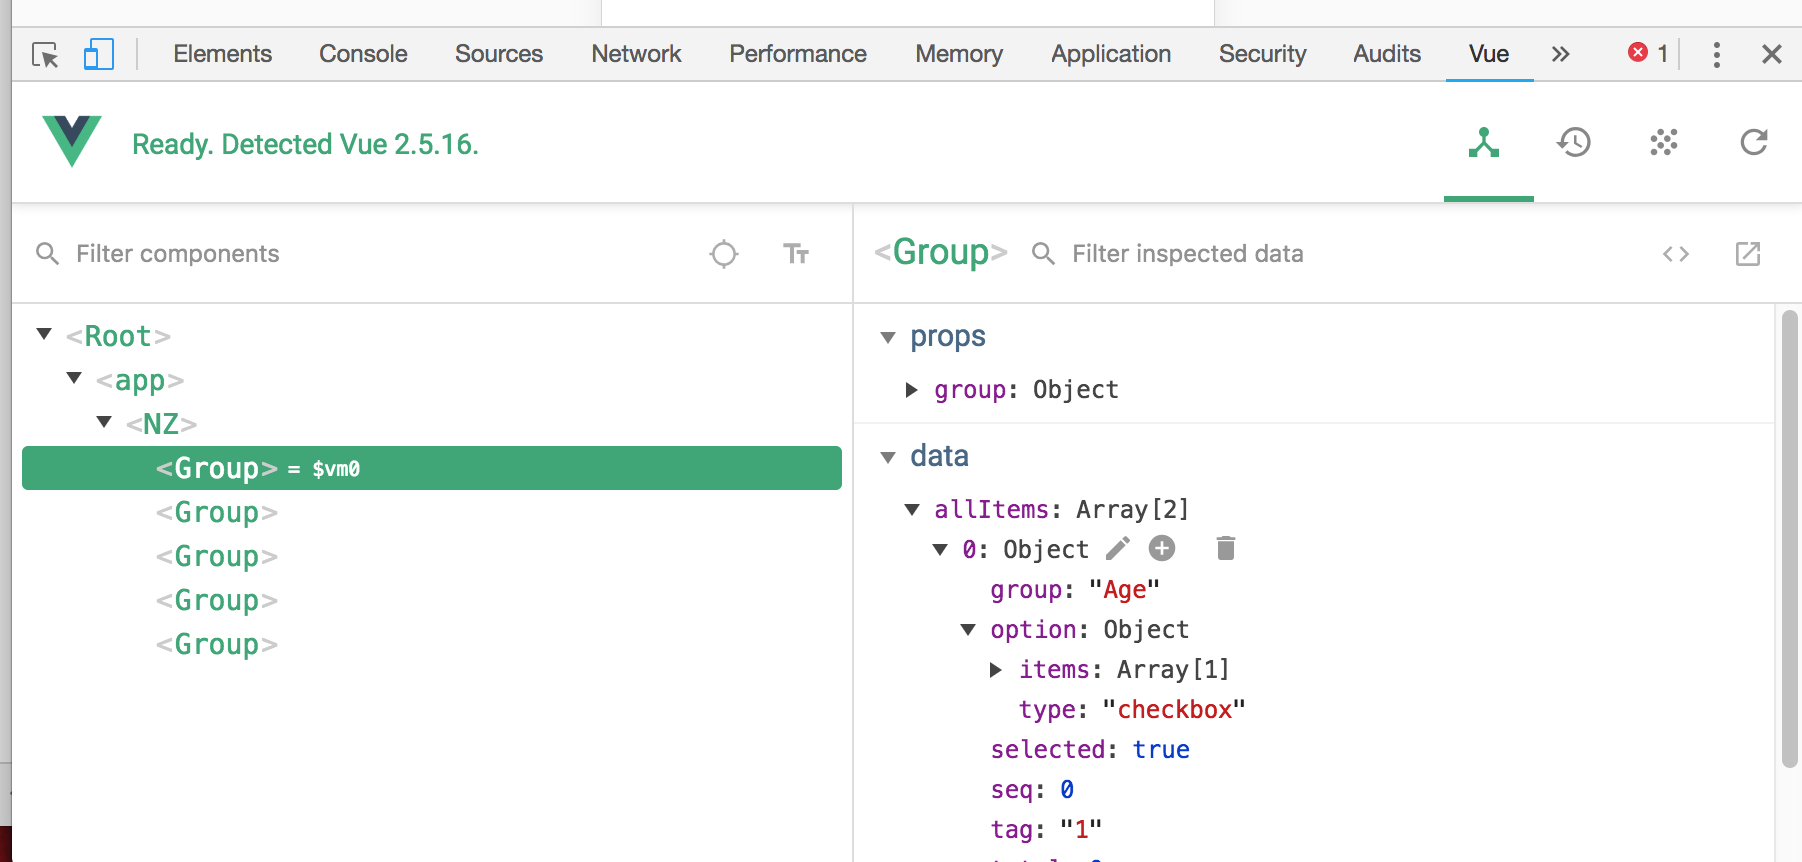 Elements Console Sources Network Performance Memory Application Security Audits Vue » 1
Ready. Detected Vue 2.5.16.
Filter components
<Group> Filter inspected data
<Root>
<app>
<NZ>
<Group> = $vm0
<Group>
<Group>
<Group>
<Group>
props
group: Object
data
allItems: Array[2]
0: Object
group: "Age"
option: Object
items: Array[1]
type: "checkbox"
selected: true
seq: 0
tag: "1"